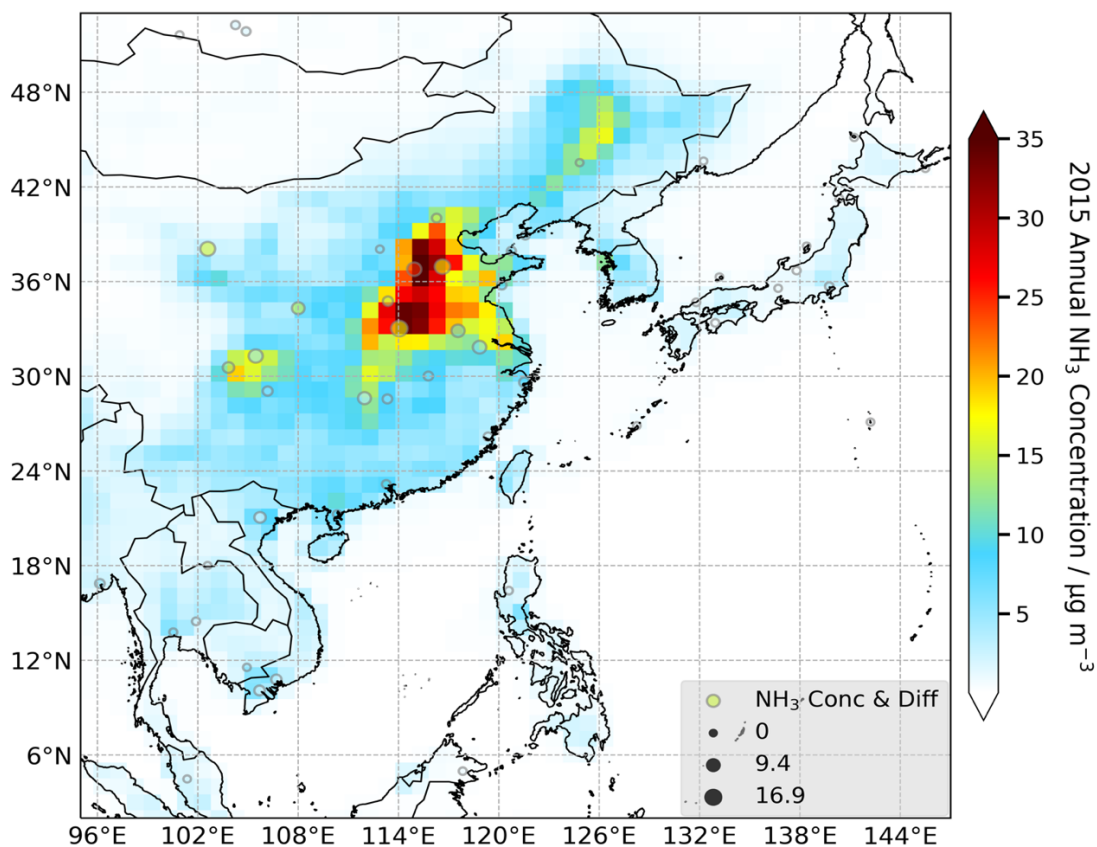 48°N
42°N
36°N
30°N
24°N
18°N
12°N
6°N
96°E 102°E 108°E 114°E 120°E 126°E 132°E 138°E 144°E
NH₃ Conc & Diff
0
9.4
16.9
35
30
25
20
15
10
5
2015 Annual NH₃ Concentration / μg m⁻³